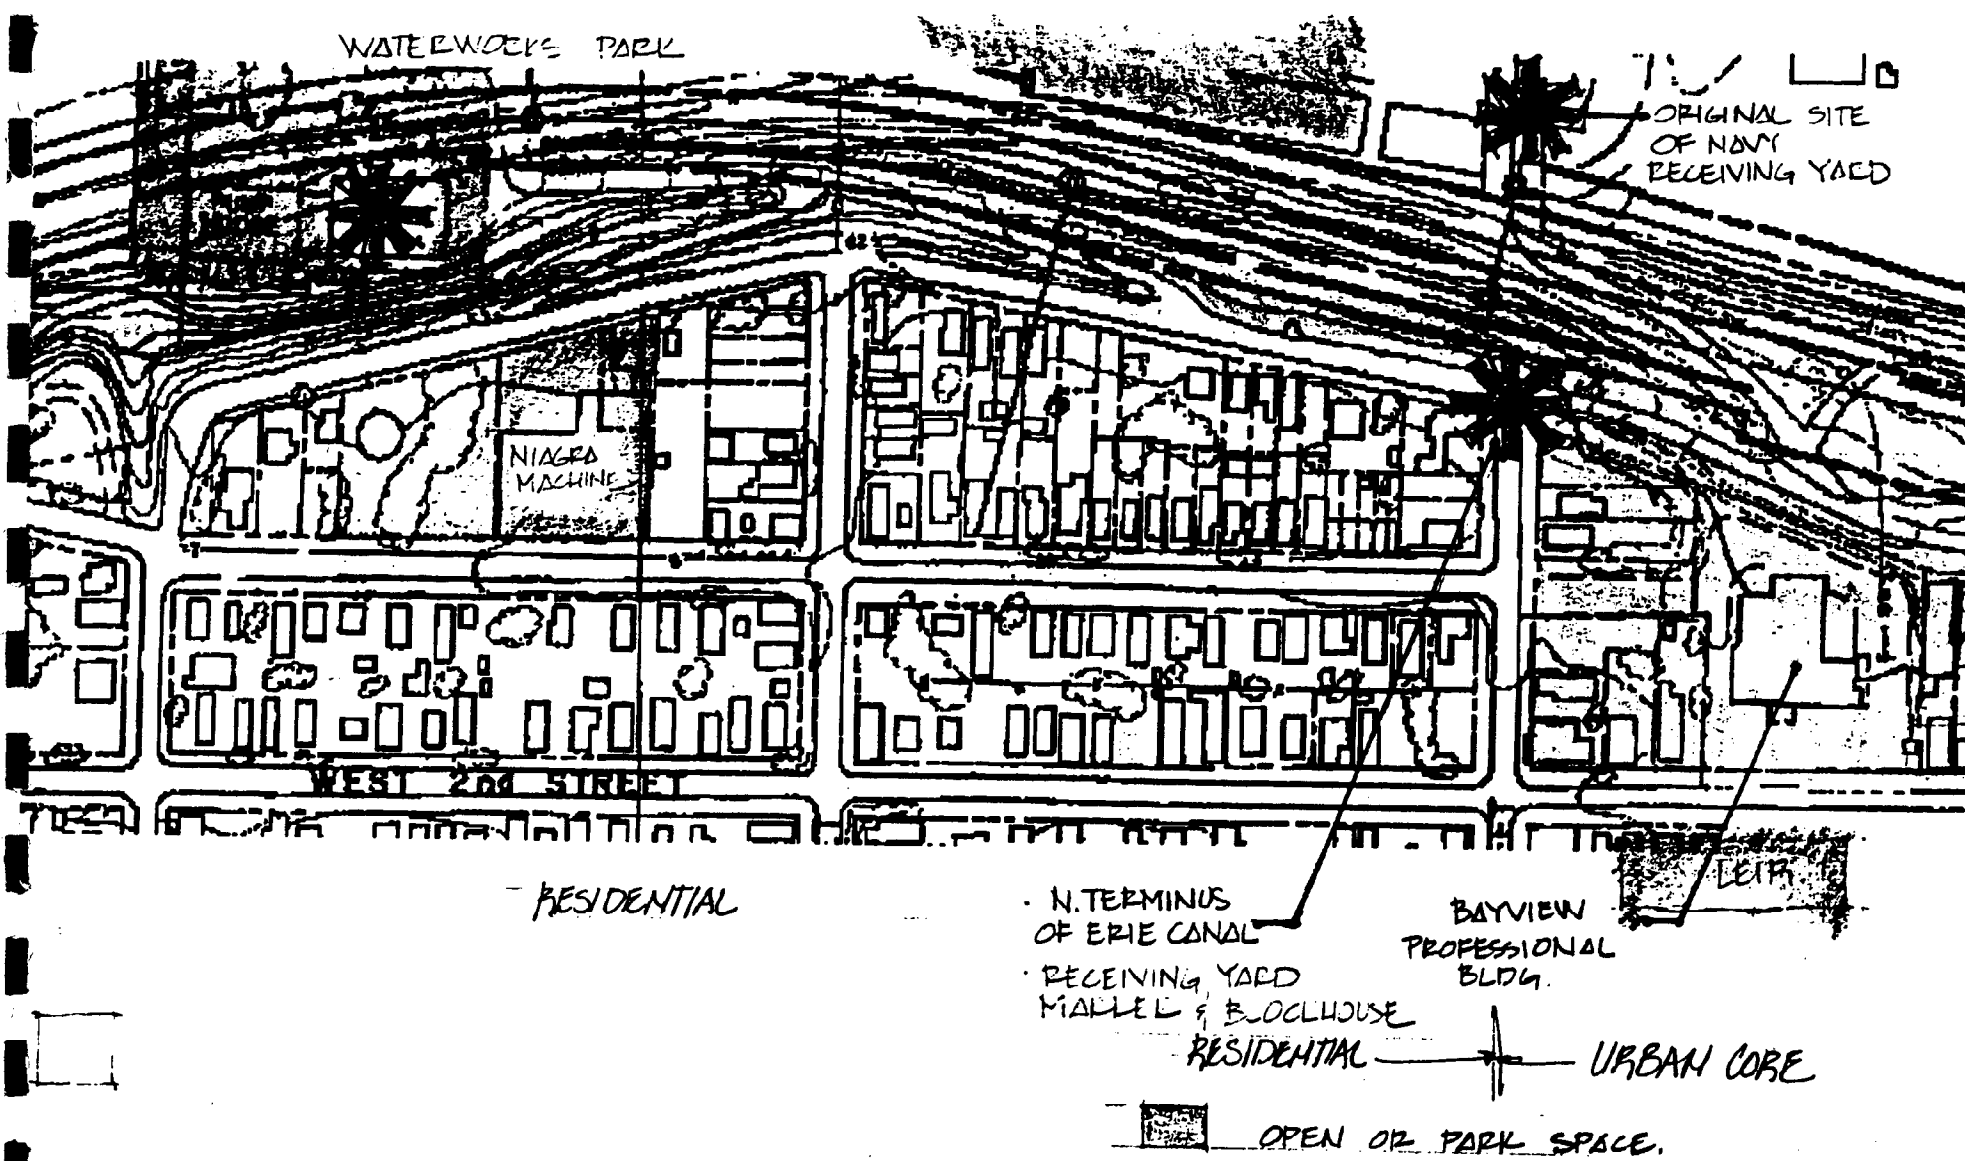 WATERWORKS PARK
ORIGINAL SITE
OF NAVY
RECEIVING YARD
NIAGRA
MACHINE
WEST 2nd STREET
RESIDENTIAL
· N. TERMINUS
OF ERIE CANAL
· RECEIVING YARD
& BLOCKHOUSE
BAYVIEW
PROFESSIONAL
BLDG.
RESIDENTIAL
URBAN CORE
OPEN OR PARK SPACE.